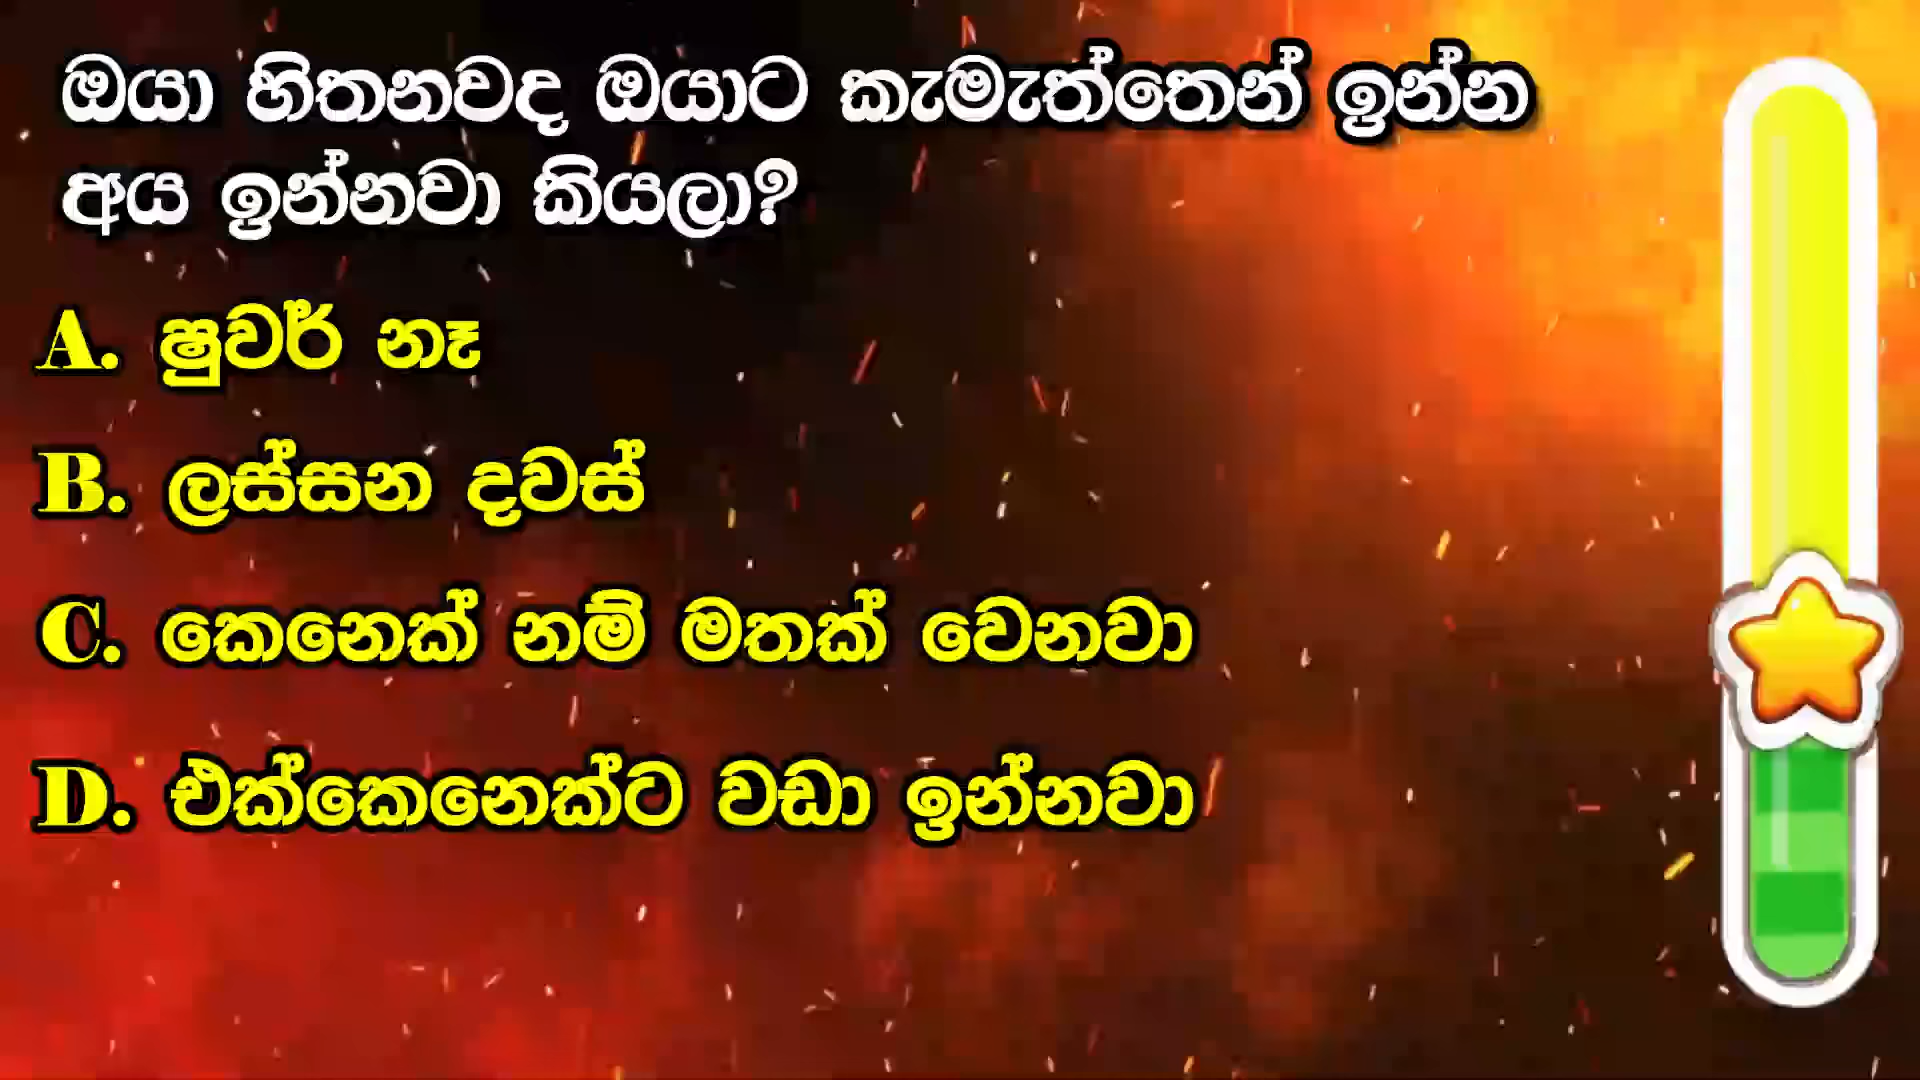 ඔයා හිතනවද ඔයාට කැමැත්තෙන් ඉන්න
අය ඉන්නවා කියලා?
A. ෂුවර් නෑ
B. ලස්සන දවස්
C. කෙනෙක් නම් මතක් වෙනවා
D. එක්කෙනෙක්ට වඩා ඉන්නවා